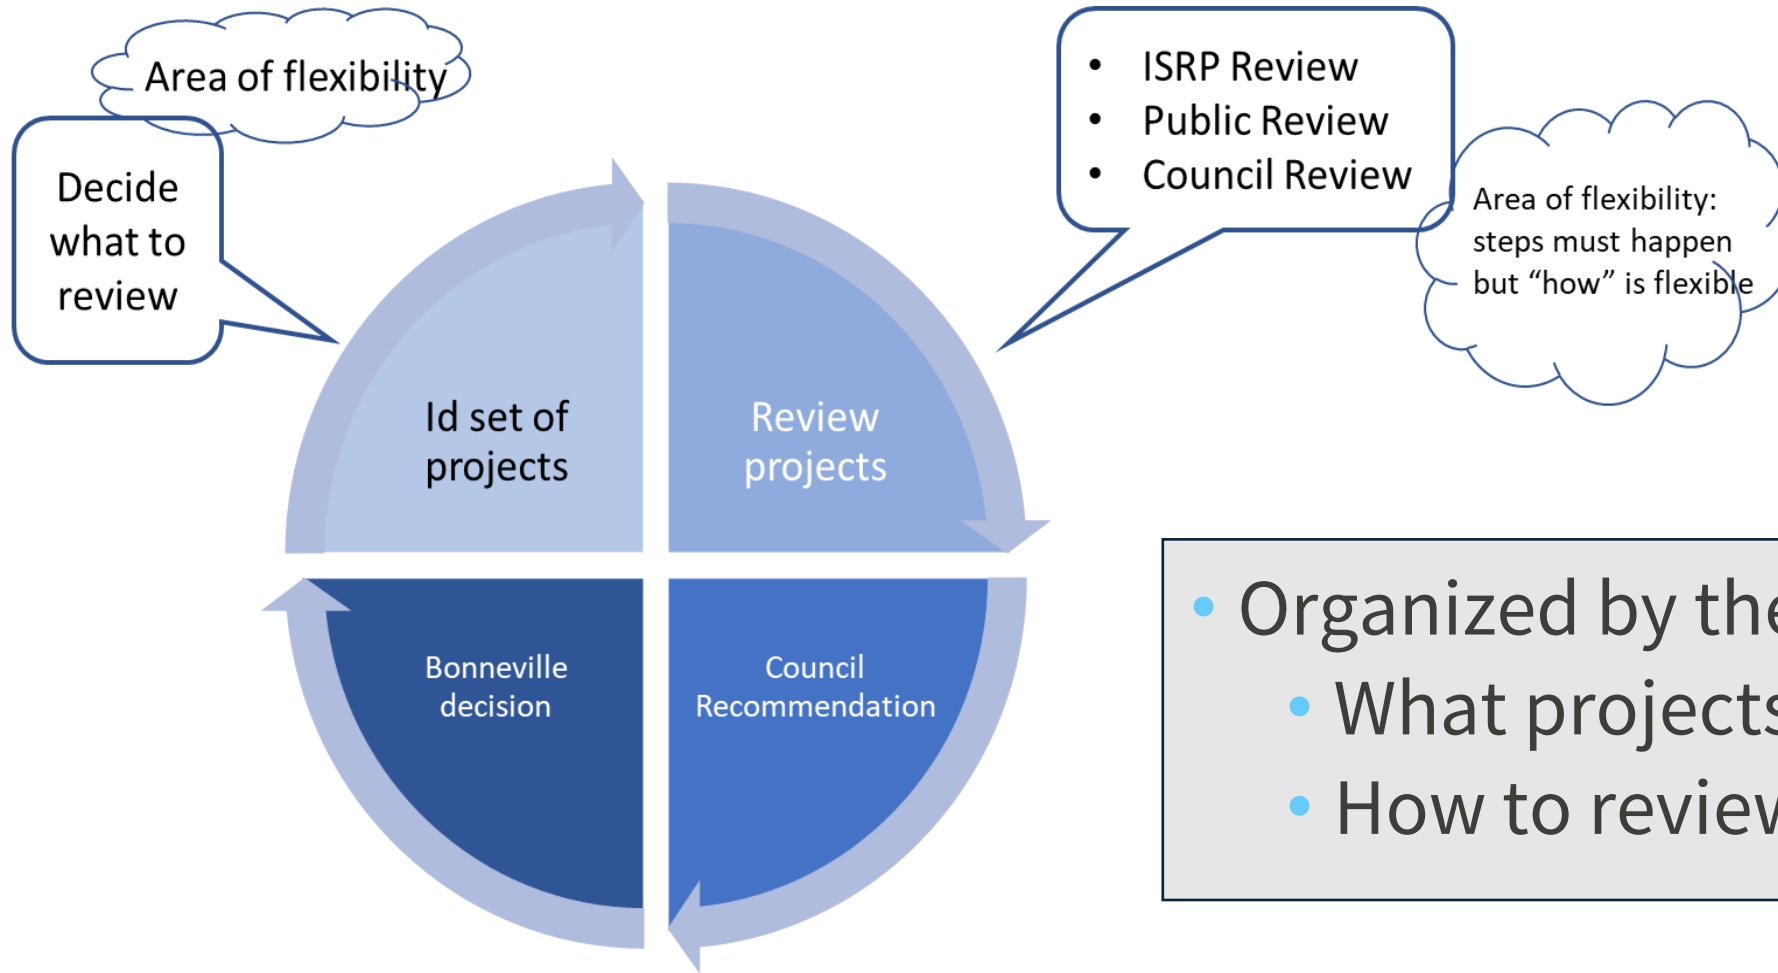 Area of flexibility
Decide
what to
review
• ISRP Review
• Public Review
• Council Review
Area of flexibility:
steps must happen
but “how” is flexible
Id set of
projects
Review
projects
Bonneville
decision
Council
Recommendation
• Organized by the
• What projects
• How to review